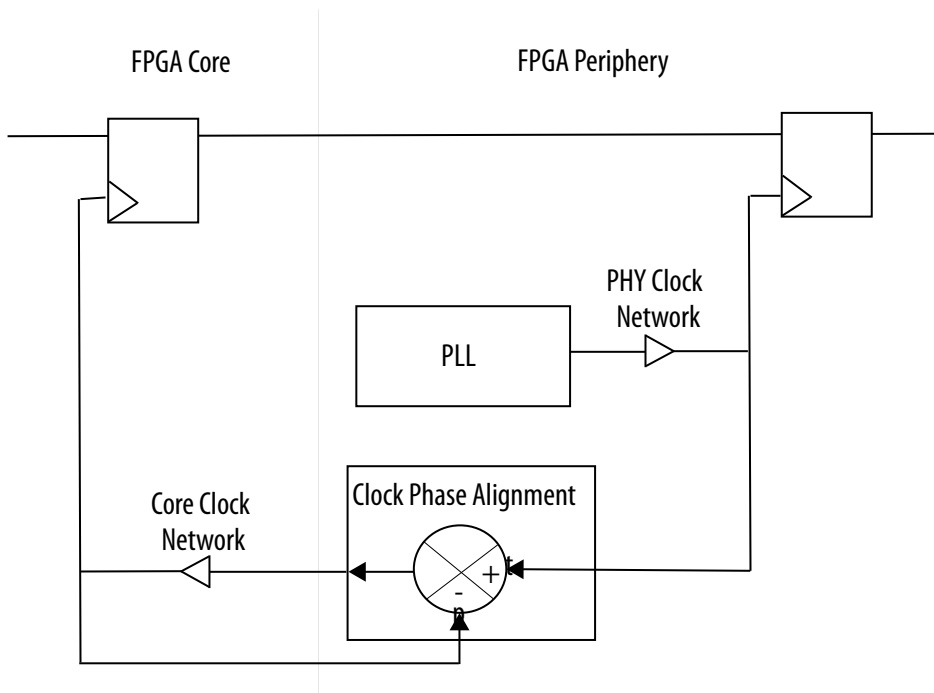 FPGA Core
FPGA Periphery
PHY Clock
Network
PLL
Clock Phase Alignment
Core Clock
Network
+
-